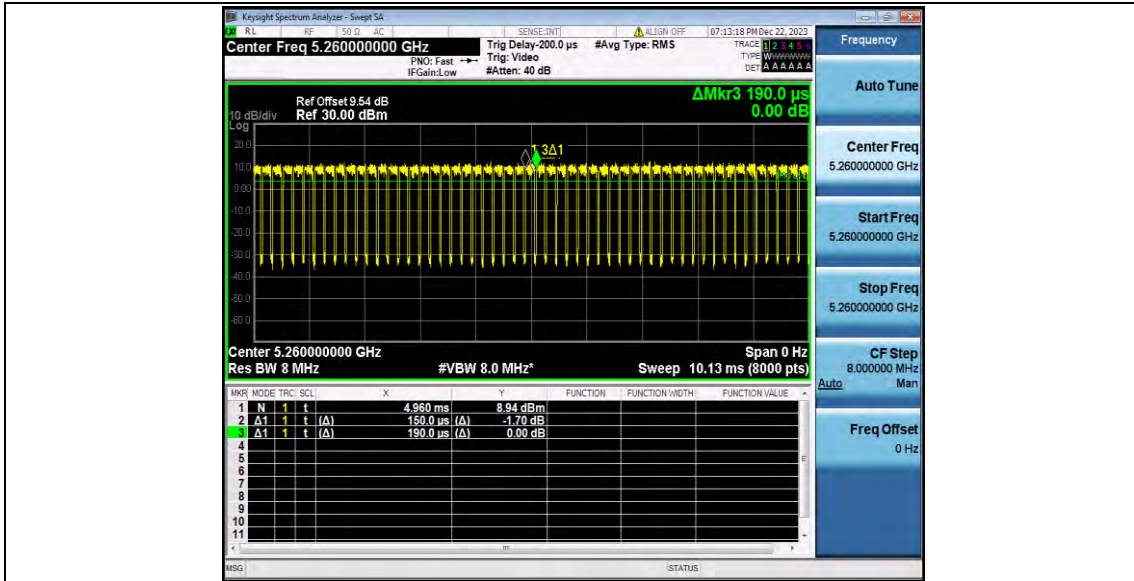 Keysight Spectrum Analyzer - Swept SA
RL RF 50 Ω AC SENSE:INT ALIGN OFF 07:13:18 PM Dec 22, 2023
Center Freq 5.260000000 GHz Trig Delay-200.0 µs #Avg Type: RMS TRACE 1 2 3 4 5 6
PNO: Fast Trig: Video TYPE W
IFGain:Low #Atten: 40 dB DET A A A A A A
Frequency
Auto Tune
Center Freq
5.260000000 GHz
Start Freq
5.260000000 GHz
Stop Freq
5.260000000 GHz
CF Step
8.000000 MHz
Auto Man
Freq Offset
0 Hz
ΔMkr3 190.0 µs
0.00 dB
Ref Offset 9.54 dB
10 dB/div Ref 30.00 dBm
Log
20.0
10.0
0.00
-10.0
-20.0
-30.0
-40.0
-50.0
-60.0
1 3Δ1
Center 5.260000000 GHz Span 0 Hz
Res BW 8 MHz #VBW 8.0 MHz* Sweep 10.13 ms (8000 pts)
MKR MODE TRC SCL X Y FUNCTION FUNCTION WIDTH FUNCTION VALUE
1 N 1 t 4.960 ms 8.94 dBm
2 Δ1 1 t (Δ) 150.0 µs (Δ) -1.70 dB
3 Δ1 1 t (Δ) 190.0 µs (Δ) 0.00 dB
4
5
6
7
8
9
10
11
MSG STATUS